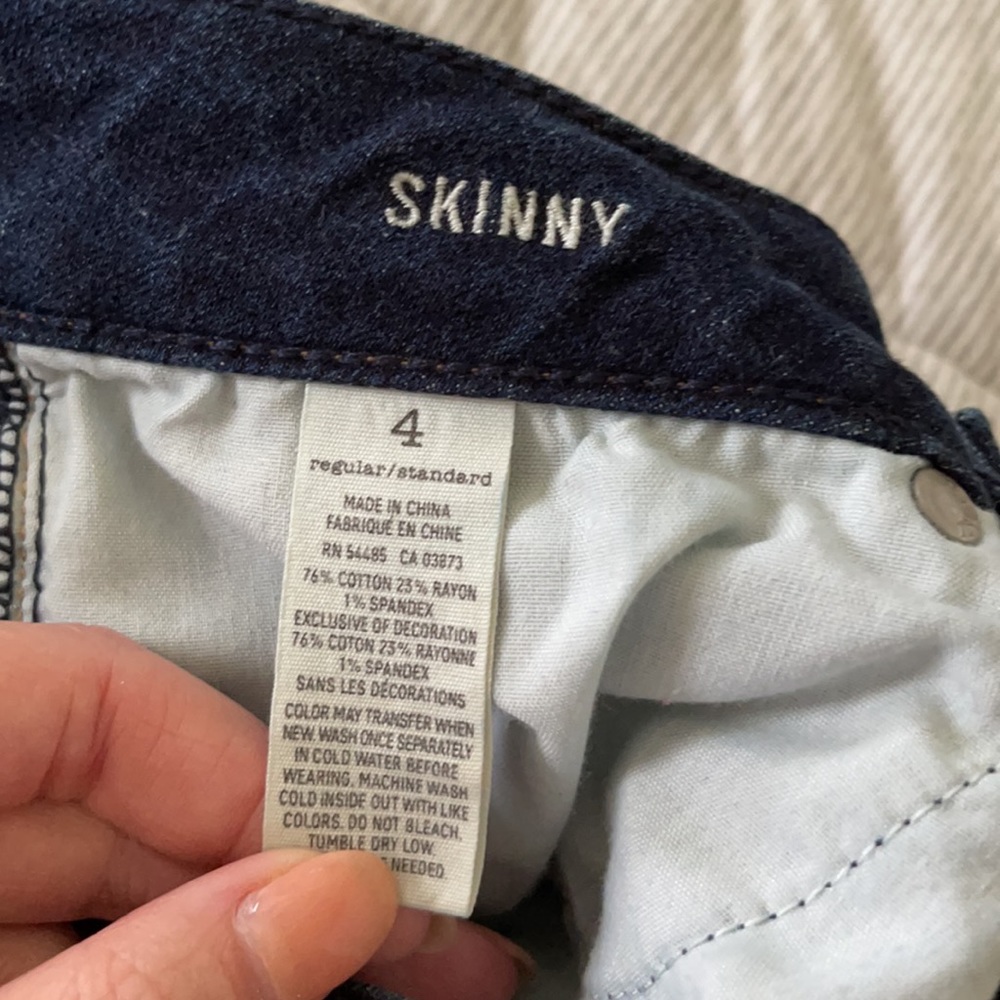 SKINNY
4
regular/standard
MADE IN CHINA
FABRIQUÉ EN CHINE
RN 54485 CA 03873
76% COTTON 23% RAYON
1% SPANDEX
EXCLUSIVE OF DECORATION
76% COTON 23% RAYONNE
1% SPANDEX
SANS LES DÉCORATIONS
COLOR MAY TRANSFER WHEN
NEW. WASH ONCE SEPARATELY
IN COLD WATER BEFORE
WEARING. MACHINE WASH
COLD INSIDE OUT WITH LIKE
COLORS. DO NOT BLEACH.
TUMBLE DRY LOW.
NEEDED.